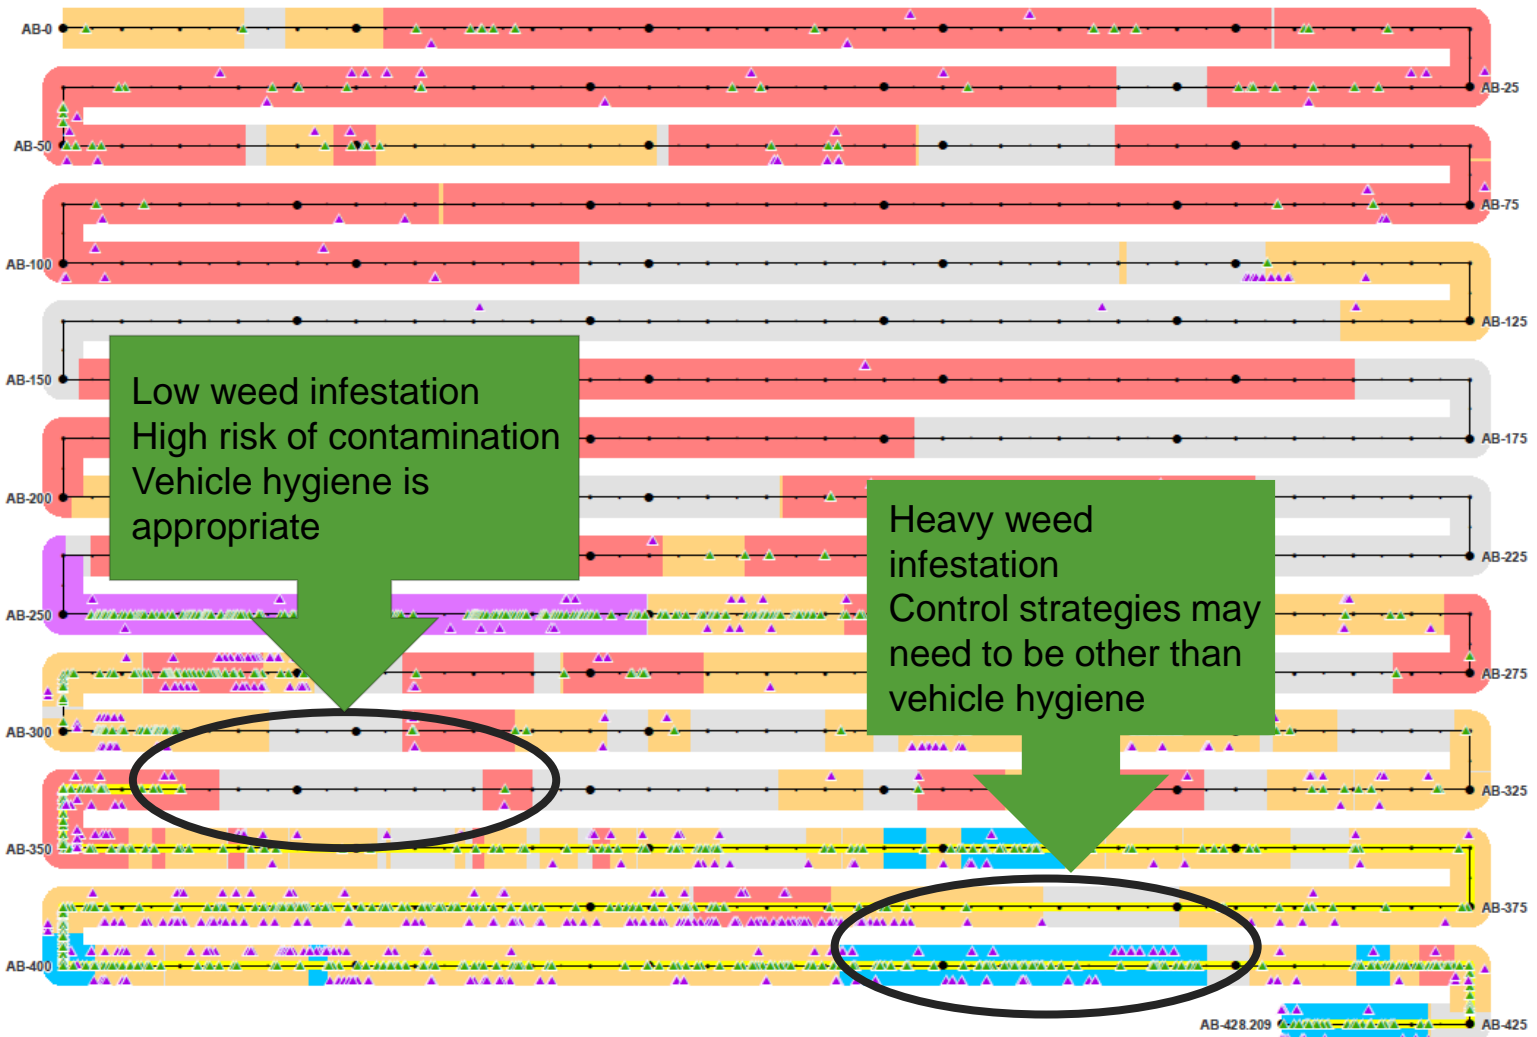 AB-0
AB-25
AB-50
AB-75
AB-100
AB-125
AB-150
Low weed infestation
High risk of contamination
Vehicle hygiene is
appropriate
AB-175
AB-200
Heavy weed
infestation
Control strategies may
need to be other than
vehicle hygiene
AB-225
AB-250
AB-275
AB-300
AB-325
AB-350
AB-375
AB-400
AB-428.209
AB-425